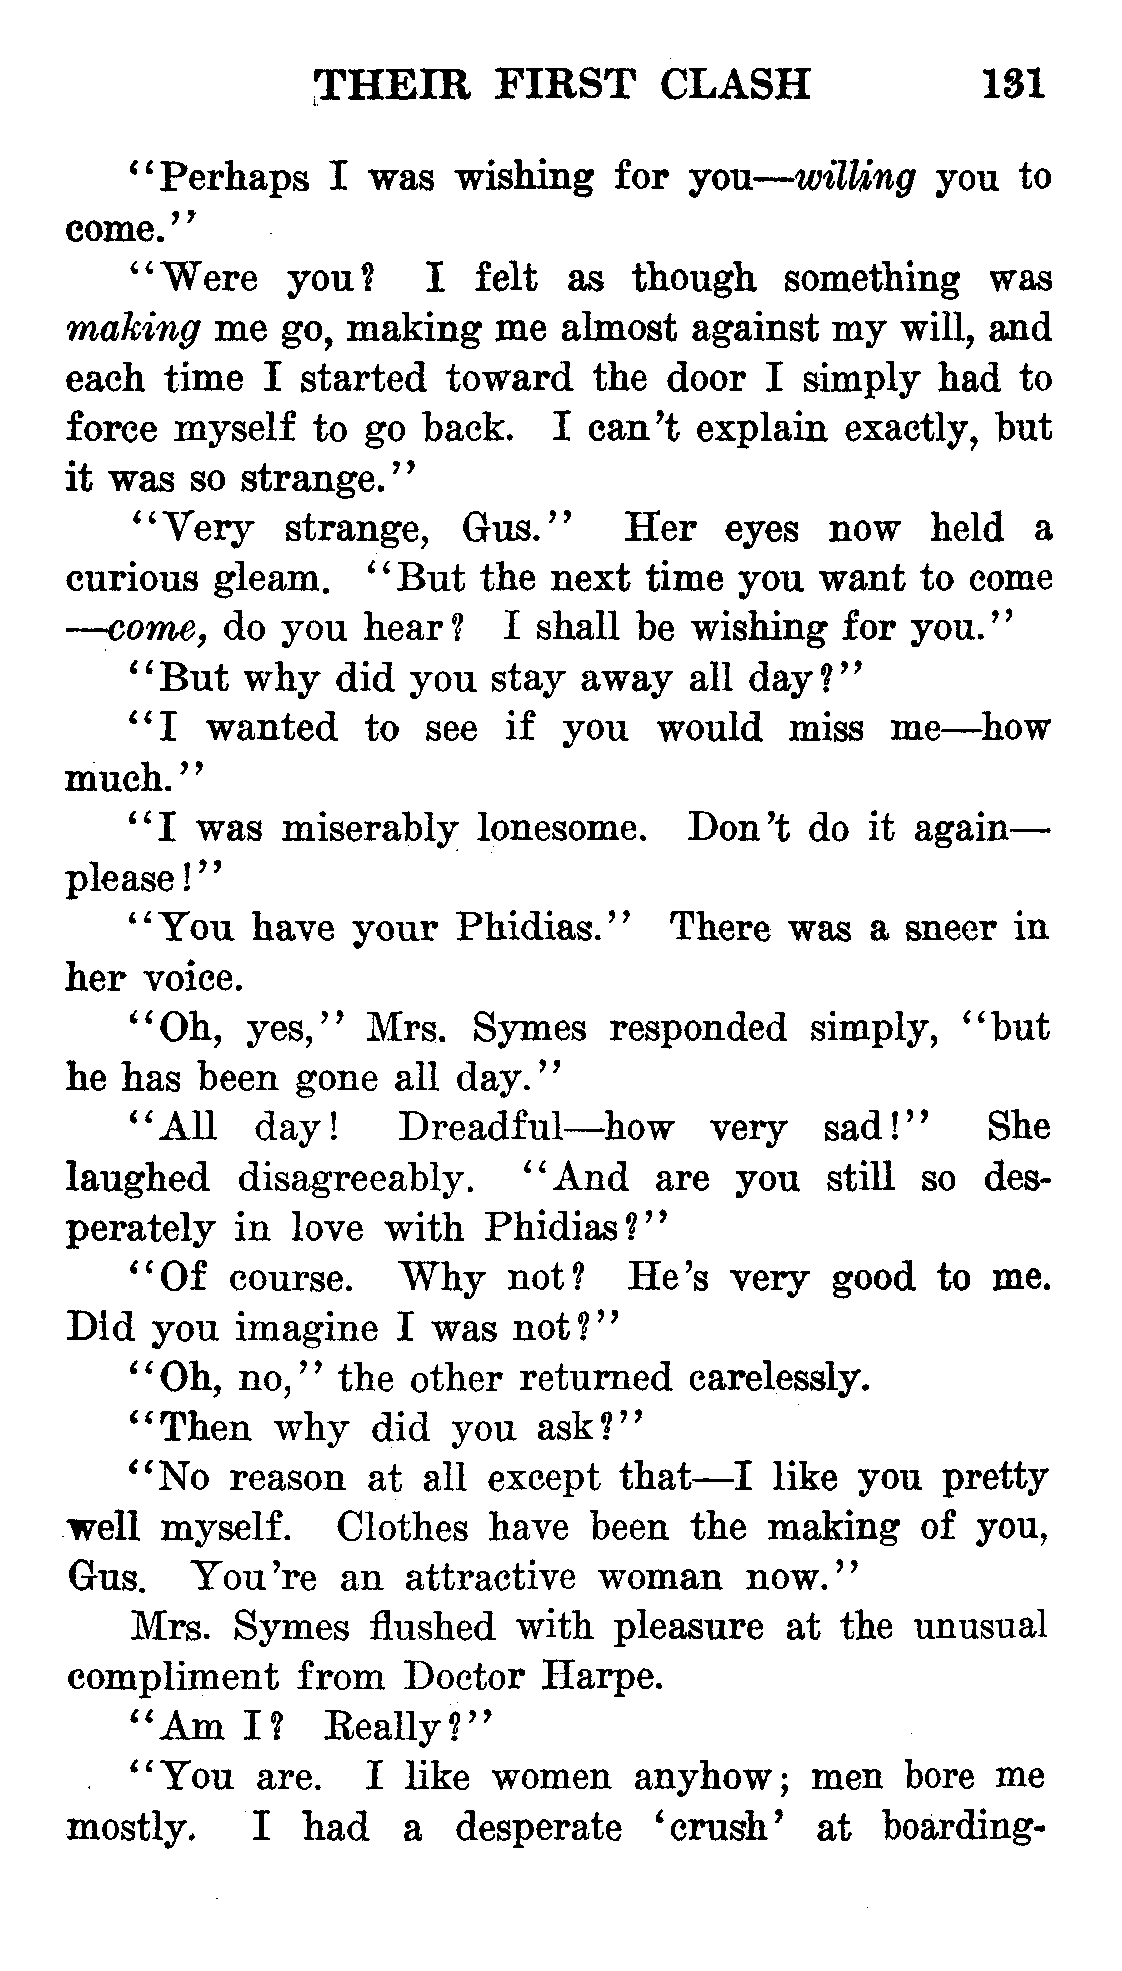 THEIR FIRST CLASH 131
"Perhaps I was wishing for you—willing you to
come."
"Were you? I felt as though something was
making me go, making me almost against my will, and
each time I started toward the door I simply had to
force myself to go back. I can't explain exactly, but
it was so strange."
"Very strange, Gus." Her eyes now held a
curious gleam. "But the next time you want to come
—come, do you hear? I shall be wishing for you."
"But why did you stay away all day?"
"I wanted to see if you would miss me—how
much."
"I was miserably lonesome. Don't do it again—
please!"
"You have your Phidias." There was a sneer in
her voice.
"Oh, yes," Mrs. Symes responded simply, "but
he has been gone all day."
"All day! Dreadful—how very sad!" She
laughed disagreeably. "And are you still so des-
perately in love with Phidias?"
"Of course. Why not? He's very good to me.
Did you imagine I was not?"
"Oh, no," the other returned carelessly.
"Then why did you ask?"
"No reason at all except that—I like you pretty
well myself. Clothes have been the making of you,
Gus. You're an attractive woman now."
Mrs. Symes flushed with pleasure at the unusual
compliment from Doctor Harpe.
"Am I? Really?"
"You are. I like women anyhow; men bore me
mostly. I had a desperate 'crush' at boarding-